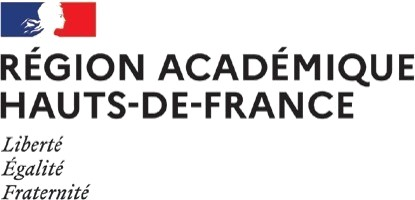 RÉGION ACADÉMIQUE
HAUTS-DE-FRANCE
Liberté
Égalité
Fraternité